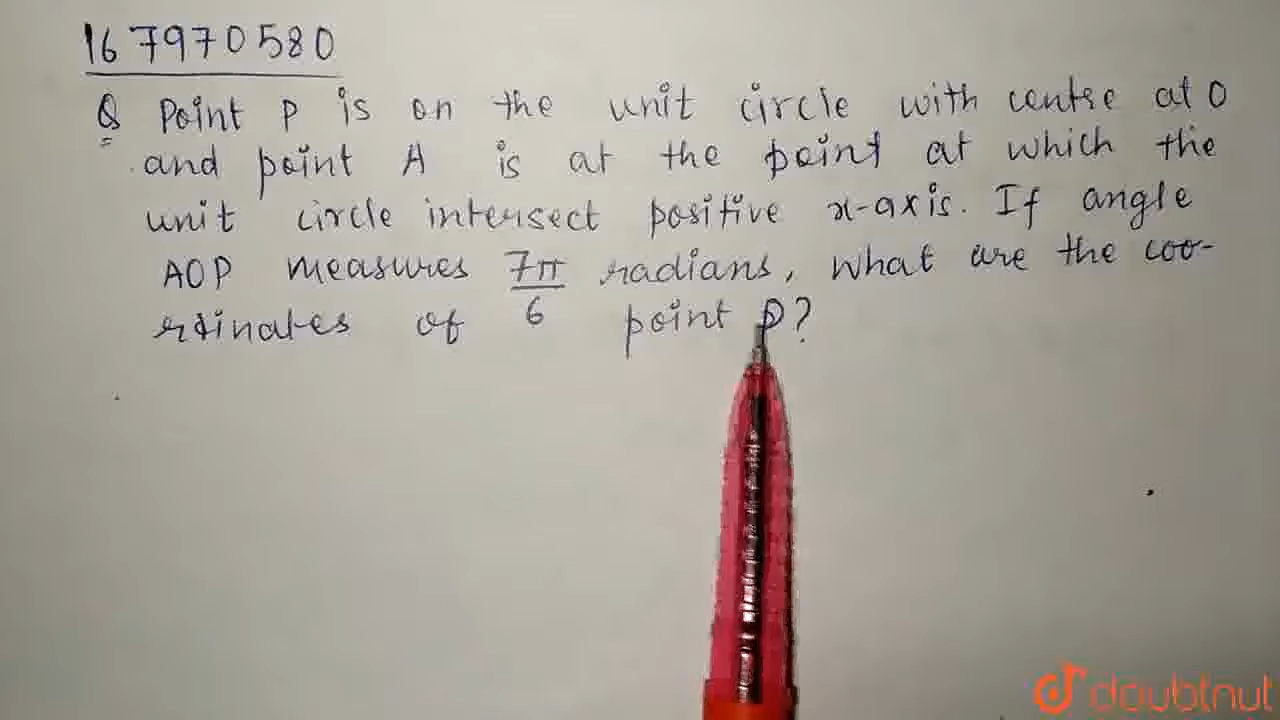 167970580
Q Point P is on the unit circle with centre at O
and point A is at the point at which the
unit circle intersect positive x-axis. If angle
AOP measures 7π/6 radians, what are the coo-
rdinates of point P?
doubtnut